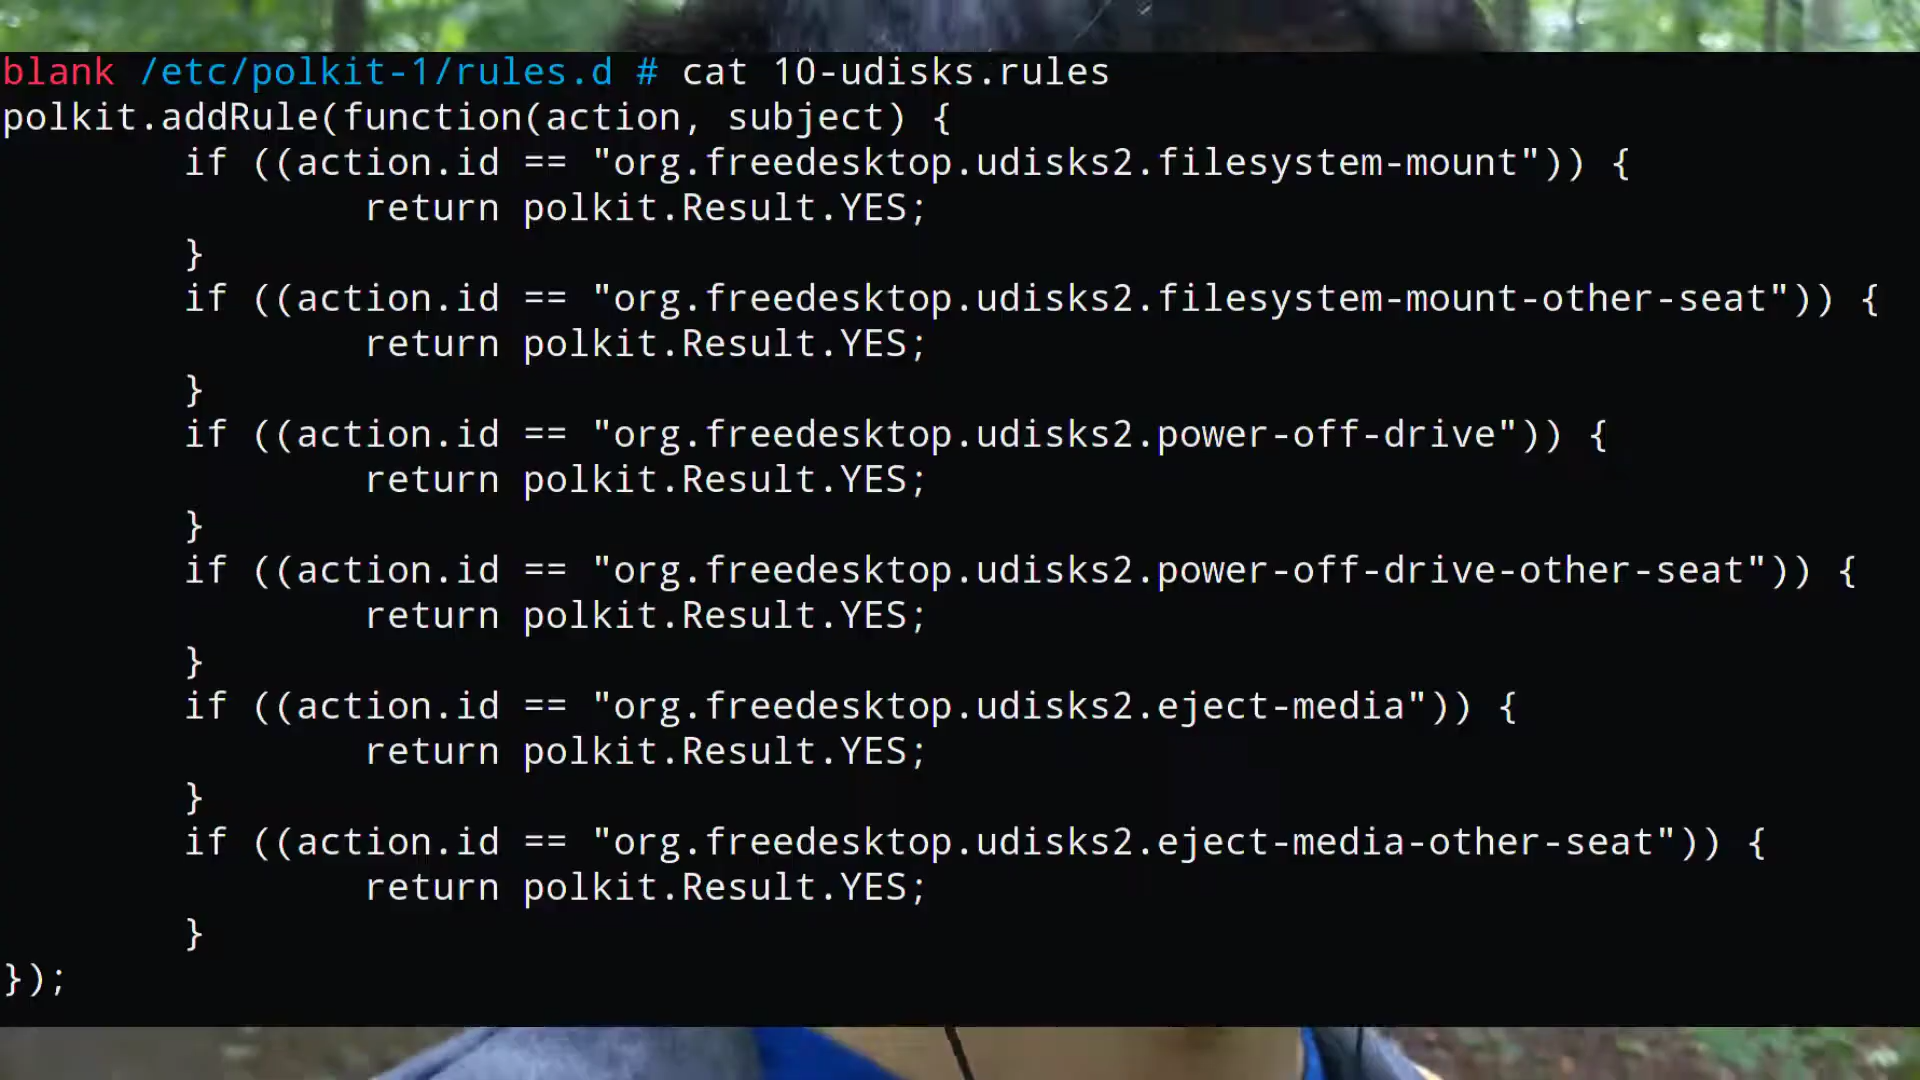 blank /etc/polkit-1/rules.d # cat 10-udisks.rules
polkit.addRule(function(action, subject) {
        if ((action.id == "org.freedesktop.udisks2.filesystem-mount")) {
                return polkit.Result.YES;
        }
        if ((action.id == "org.freedesktop.udisks2.filesystem-mount-other-seat")) {
                return polkit.Result.YES;
        }
        if ((action.id == "org.freedesktop.udisks2.power-off-drive")) {
                return polkit.Result.YES;
        }
        if ((action.id == "org.freedesktop.udisks2.power-off-drive-other-seat")) {
                return polkit.Result.YES;
        }
        if ((action.id == "org.freedesktop.udisks2.eject-media")) {
                return polkit.Result.YES;
        }
        if ((action.id == "org.freedesktop.udisks2.eject-media-other-seat")) {
                return polkit.Result.YES;
        }
});